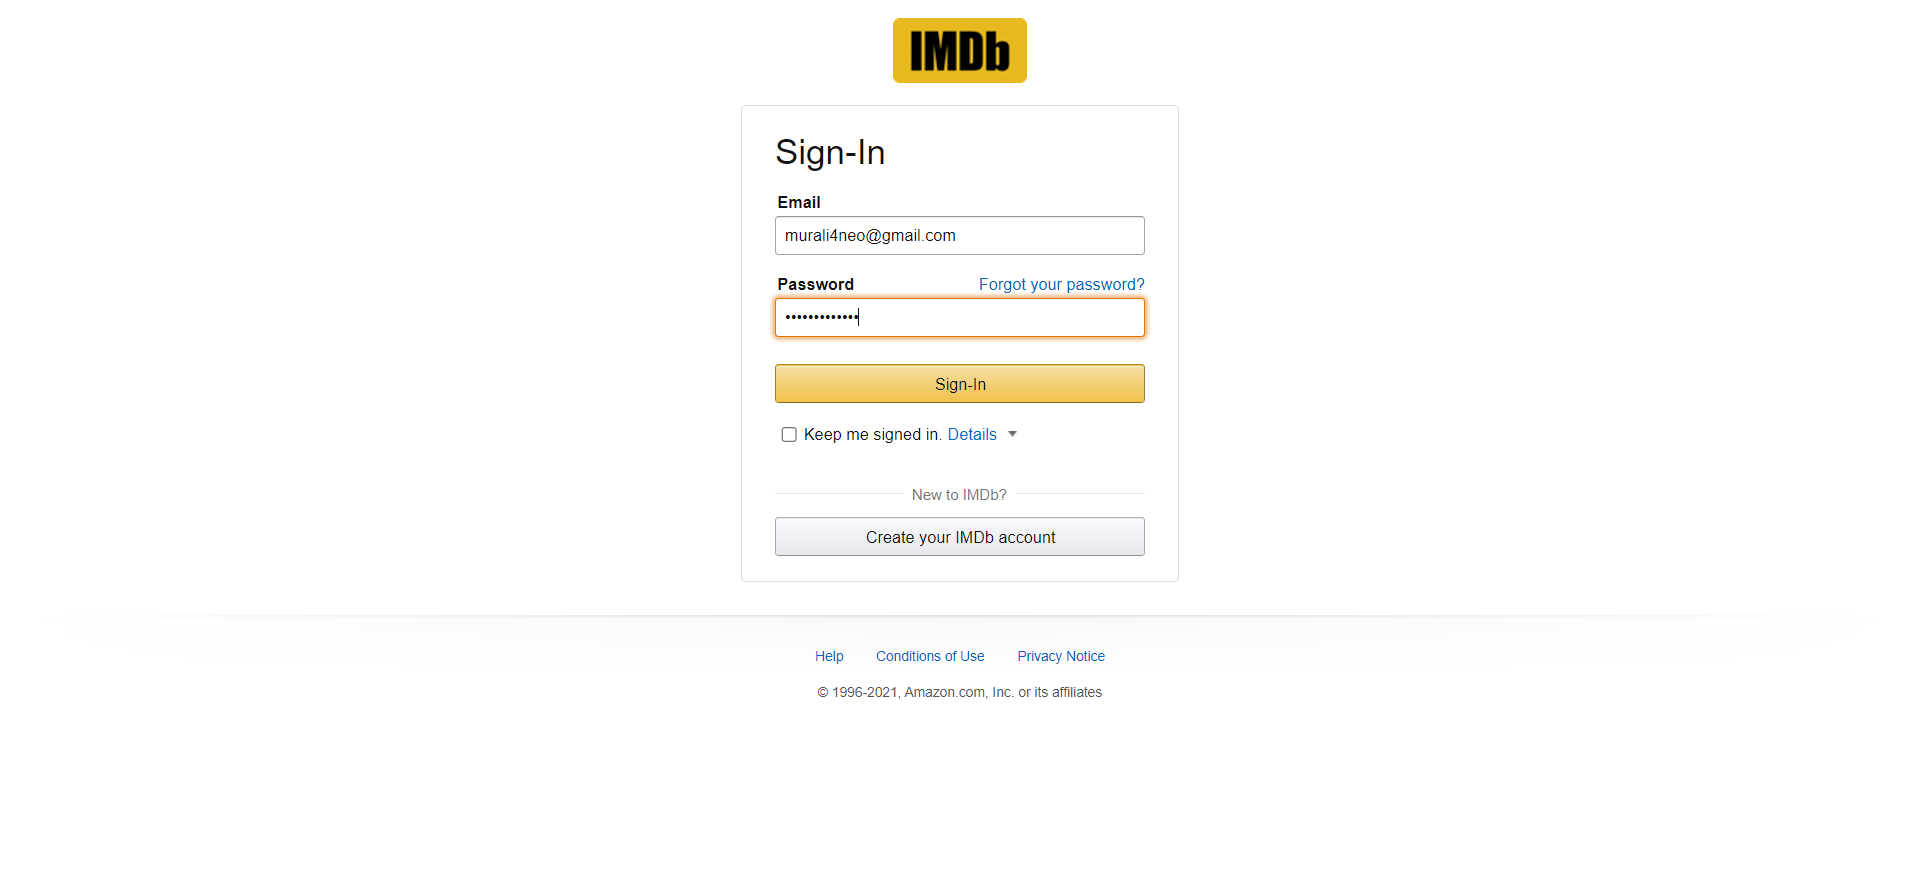 IMDb
Sign-In
Email
murali4neo@gmail.com
Password Forgot your password?
•••••••••••••
Sign-In
Keep me signed in. Details
New to IMDb?
Create your IMDb account
Help Conditions of Use Privacy Notice
© 1996-2021, Amazon.com, Inc. or its affiliates